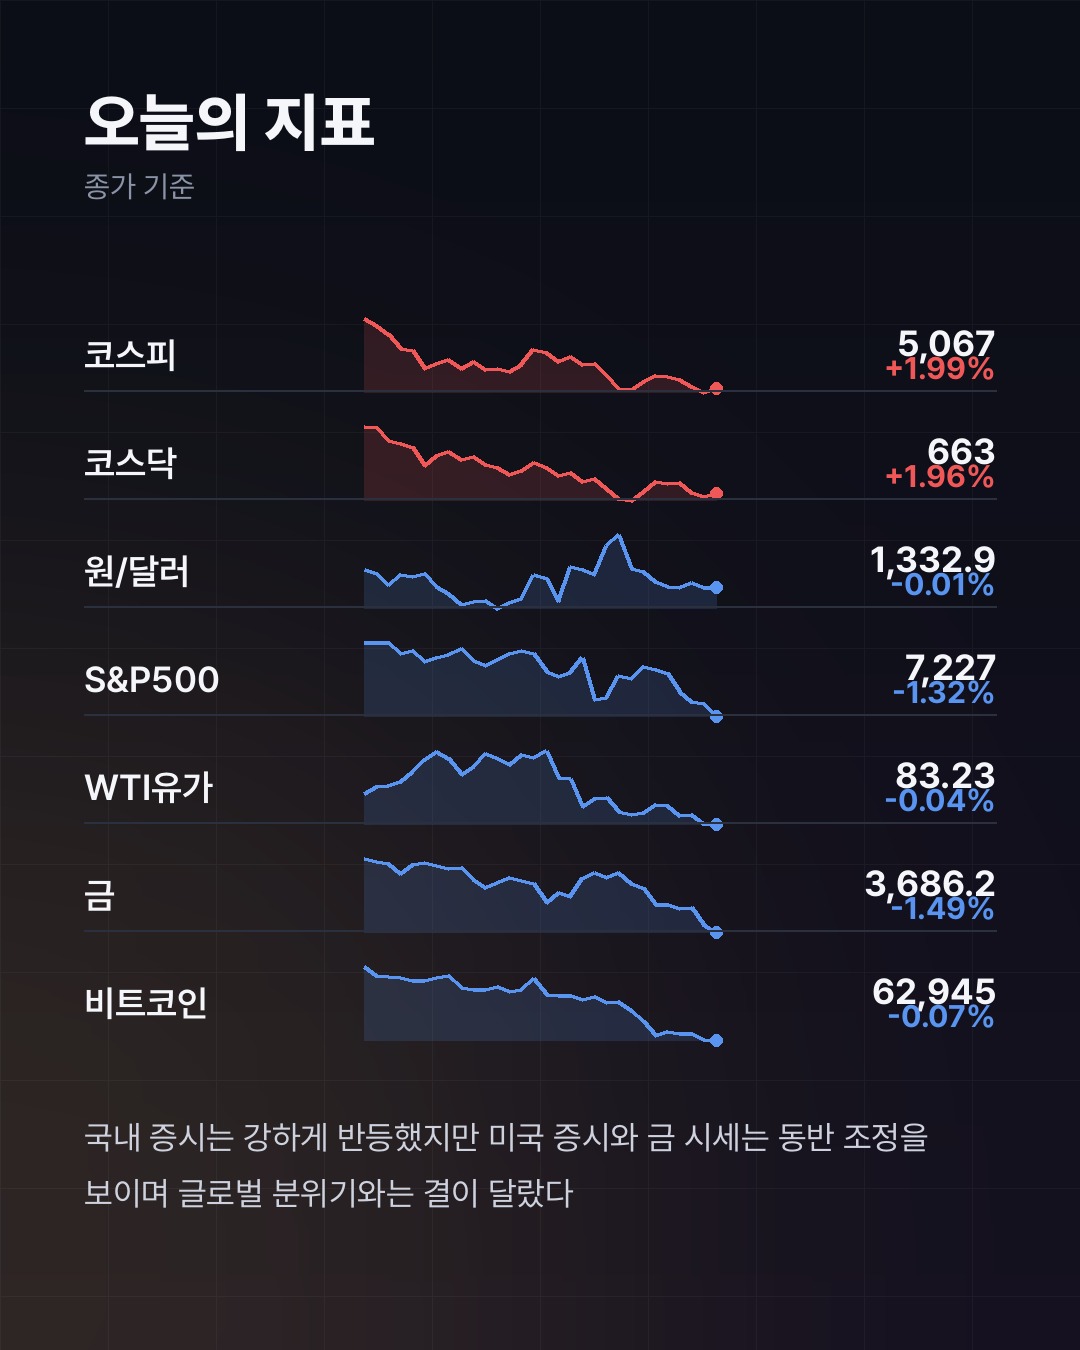 오늘의 지표
종가 기준
코스피
5,067
+1.99%
코스닥
663
+1.96%
원/달러
1,332.9
-0.01%
S&P500
7,227
-1.32%
WTI유가
83.23
-0.04%
금
3,686.2
-1.49%
비트코인
62,945
-0.07%
국내 증시는 강하게 반등했지만 미국 증시와 금 시세는 동반 조정을
보이며 글로벌 분위기와는 결이 달랐다